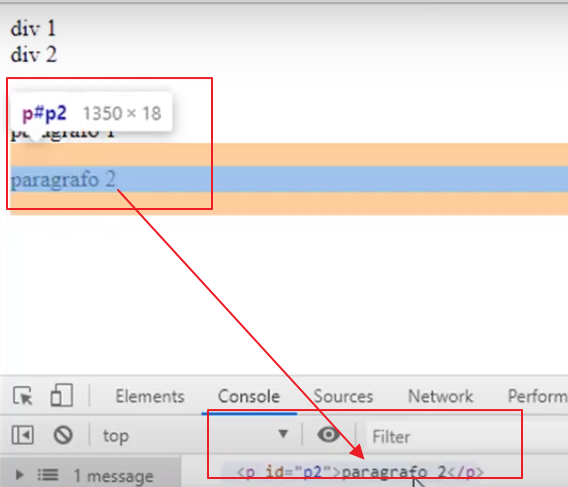 div 1
div 2
p#p2 1350 × 18
paragrafo 1
paragrafo 2
Elements Console Sources Network Perform
top Filter
1 message <p id="p2">paragrafo 2</p>